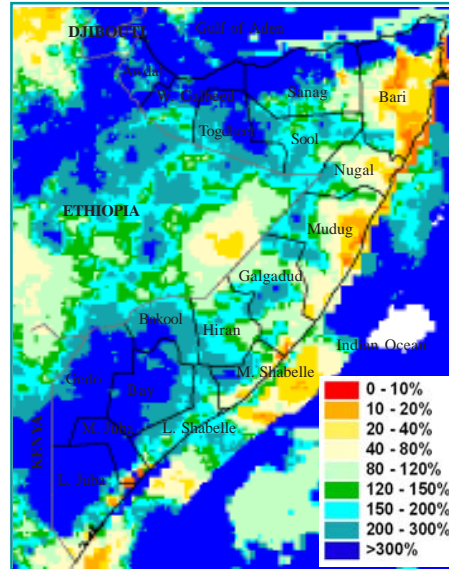 DJIBOUTI
Gulf of Aden
Awdal
W. Galbeed
Sanag
Bari
Togdheer
Sool
Nugal
ETHIOPIA
Mudug
Galgadud
Bakool
Hiran
Indian Ocean
Gedo
Bay
M. Shabelle
M. Juba
L. Shabelle
KENYA
L. Juba
0 - 10%
10 - 20%
20 - 40%
40 - 80%
80 - 120%
120 - 150%
150 - 200%
200 - 300%
>300%